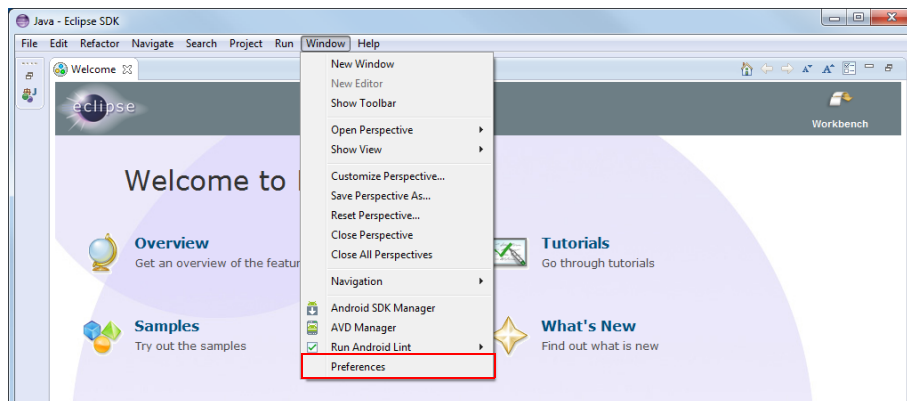 Java - Eclipse SDK
File Edit Refactor Navigate Search Project Run Window Help
Welcome
eclipse
Workbench
New Window
New Editor
Show Toolbar
Open Perspective
Show View
Customize Perspective...
Save Perspective As...
Reset Perspective...
Close Perspective
Close All Perspectives
Navigation
Android SDK Manager
AVD Manager
Run Android Lint
Preferences
Welcome to
Overview
Get an overview of the featur
Tutorials
Go through tutorials
Samples
Try out the samples
What's New
Find out what is new